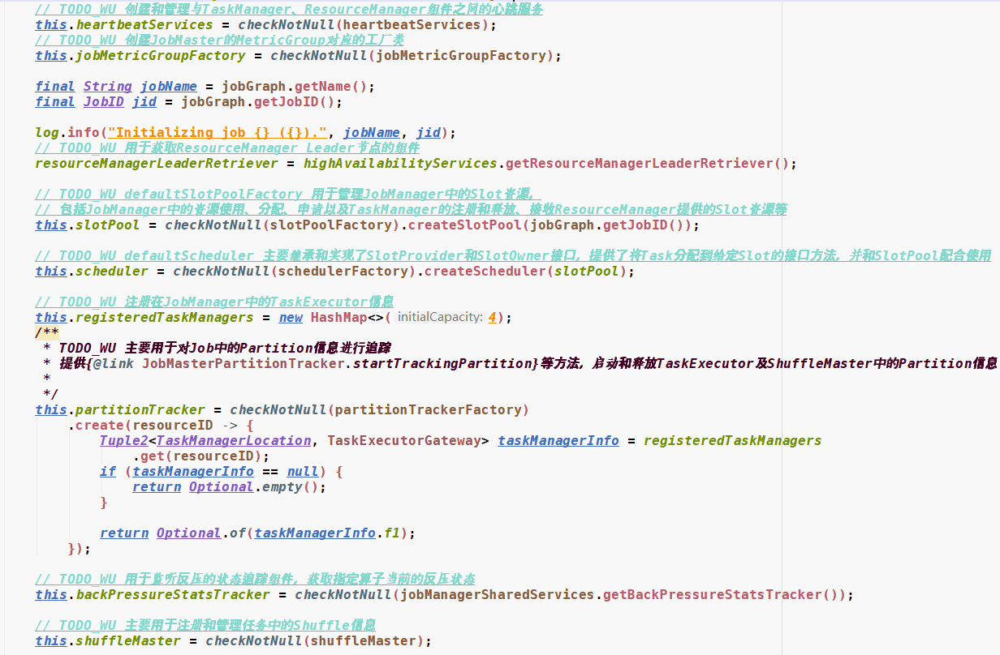 // TODO_WU 创建和管理与TaskManager、ResourceManager组件之间的心跳服务
this.heartbeatServices = checkNotNull(heartbeatServices);
// TODO_WU 创建JobMaster的MetricGroup对应的工厂类
this.jobMetricGroupFactory = checkNotNull(jobMetricGroupFactory);
final String jobName = jobGraph.getName();
final JobID jid = jobGraph.getJobID();
log.info("Initializing job {} ({}).", jobName, jid);
// TODO_WU 用于获取ResourceManager Leader节点的组件
resourceManagerLeaderRetriever = highAvailabilityServices.getResourceManagerLeaderRetriever();
// TODO_WU defaultSlotPoolFactory 用于管理JobManager中的Slot资源,
// 包括JobManager中的资源使用、分配、申请以及TaskManager的注册和释放、接收ResourceManager提供的Slot资源等
this.slotPool = checkNotNull(slotPoolFactory).createSlotPool(jobGraph.getJobID());
// TODO_WU defaultScheduler 主要继承和实现了SlotProvider和SlotOwner接口,提供了将Task分配到给定Slot的接口方法,并和SlotPool配合使用
this.scheduler = checkNotNull(schedulerFactory).createScheduler(slotPool);
// TODO_WU 注册在JobManager中的TaskExecutor信息
this.registeredTaskManagers = new HashMap<>( initialCapacity: 4);
/**
* TODO_WU 主要用于对Job中的Partition信息进行追踪
* 提供{@link JobMasterPartitionTracker.startTrackingPartition}等方法,启动和释放TaskExecutor及ShuffleMaster中的Partition信息
*
*/
this.partitionTracker = checkNotNull(partitionTrackerFactory)
.create(resourceID -> {
Tuple2<TaskManagerLocation, TaskExecutorGateway> taskManagerInfo = registeredTaskManagers
.get(resourceID);
if (taskManagerInfo == null) {
return Optional.empty();
}
return Optional.of(taskManagerInfo.f1);
});
// TODO_WU 用于监听反压的状态追踪组件,获取指定算子当前的反压状态
this.backPressureStatsTracker = checkNotNull(jobManagerSharedServices.getBackPressureStatsTracker());
// TODO_WU 主要用于注册和管理任务中的Shuffle信息
this.shuffleMaster = checkNotNull(shuffleMaster);